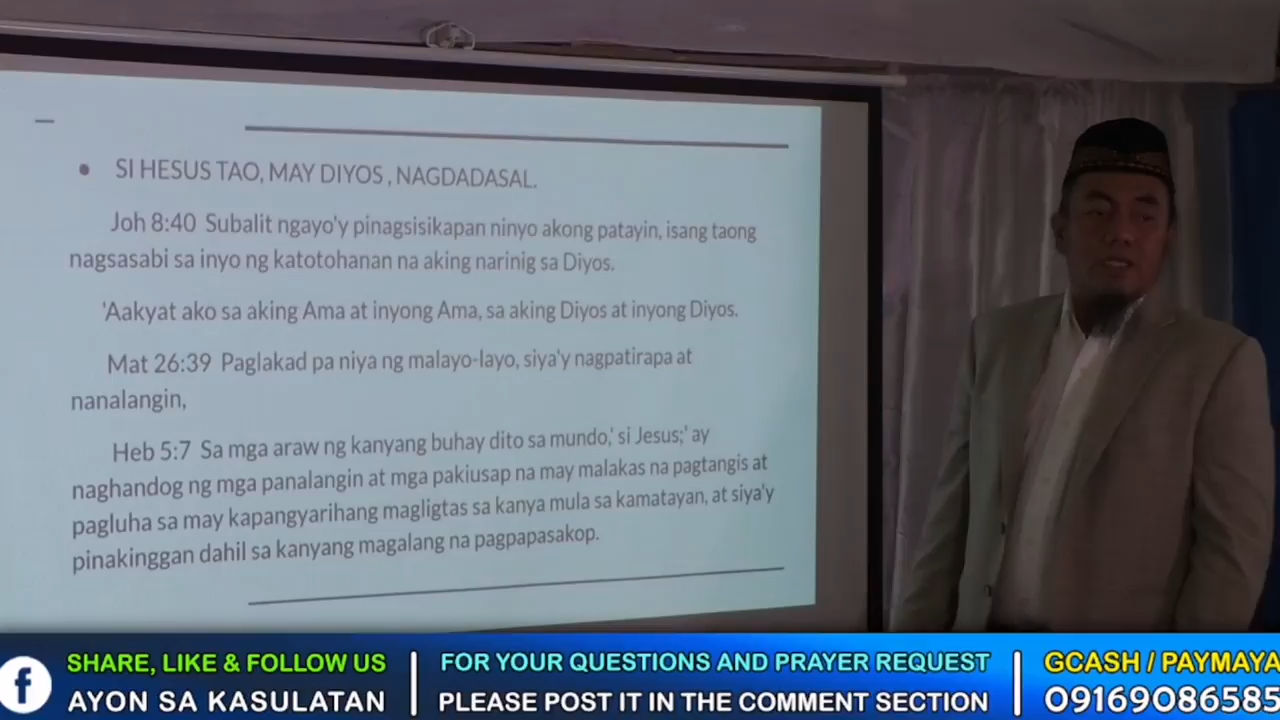 SI HESUS TAO, MAY DIYOS , NAGDADASAL.
Joh 8:40 Subalit ngayo'y pinagsisikapan ninyo akong patayin, isang taong
nagsasabi sa inyo ng katotohanan na aking narinig sa Diyos.
'Aakyat ako sa aking Ama at inyong Ama, sa aking Diyos at inyong Diyos.
Mat 26:39 Paglakad pa niya ng malayo-layo, siya'y nagpatirapa at
nanalangin,
Heb 5:7 Sa mga araw ng kanyang buhay dito sa mundo,' si Jesus;' ay
naghandog ng mga panalangin at mga pakiusap na may malakas na pagtangis at
pagluha sa may kapangyarihang magligtas sa kanya mula sa kamatayan, at siya'y
pinakinggan dahil sa kanyang magalang na pagpapasakop.
f
SHARE, LIKE & FOLLOW US
AYON SA KASULATAN
FOR YOUR QUESTIONS AND PRAYER REQUEST
PLEASE POST IT IN THE COMMENT SECTION
GCASH / PAYMAYA
09169086585